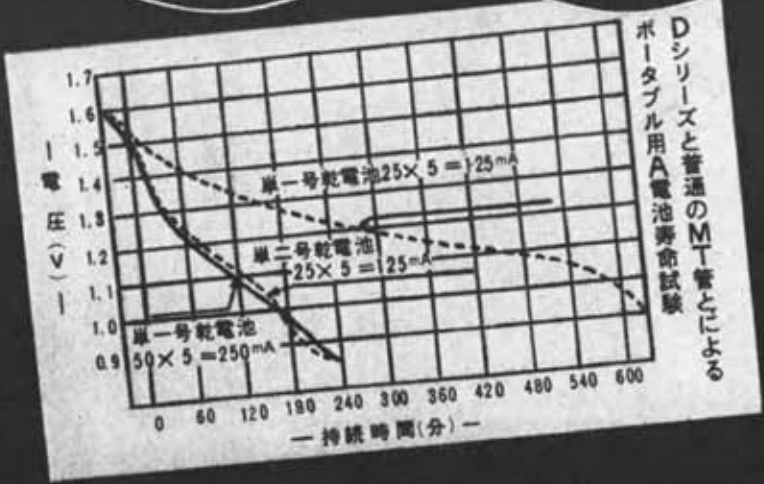 Dシリーズと普通のMT管とによる
ポータブル用A電池寿命試験
1.7
1.6
1.5
1.4
1.3
1.2
1.1
1.0
0.9
― 電圧(V) ―
単一号乾電池25×5=125mA
単二号乾電池
25×5=125mA
単一号乾電池
50×5=250mA
0 60 120 180 240 300 360 420 480 540 600
― 持続時間(分) ―